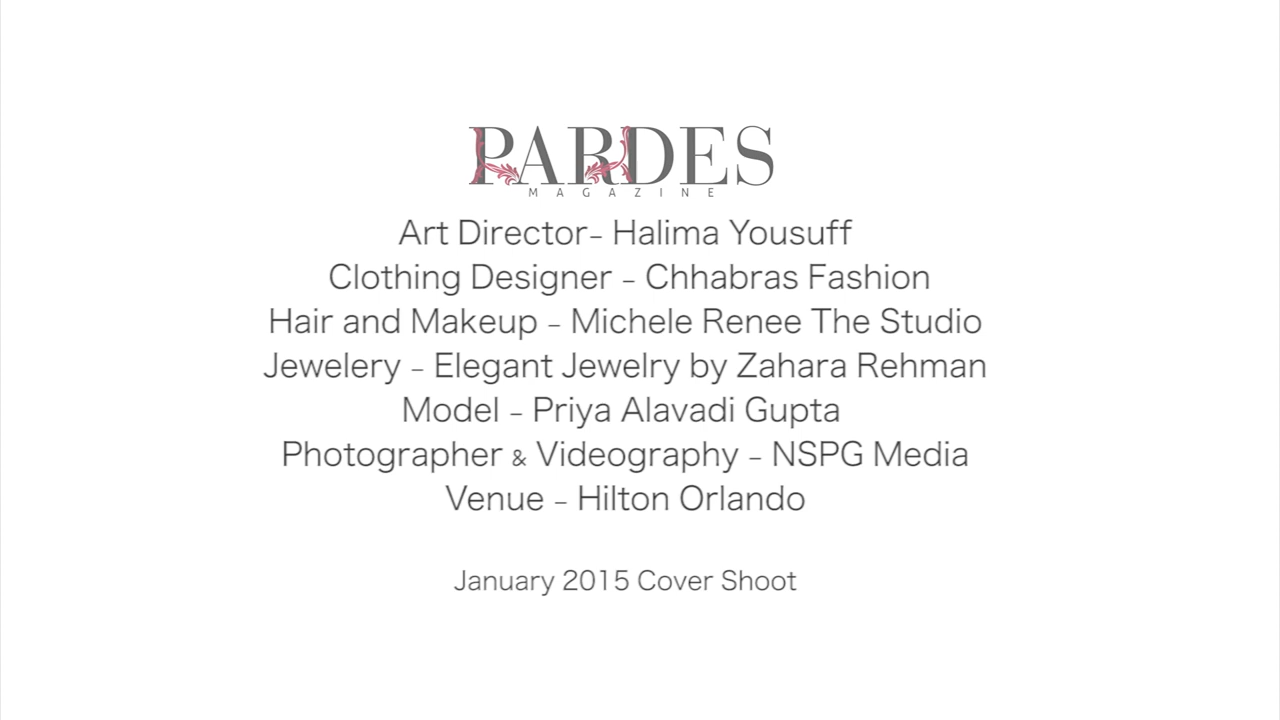 PARDES
MAGAZINE
Art Director– Halima Yousuff
Clothing Designer – Chhabras Fashion
Hair and Makeup – Michele Renee The Studio
Jewelery – Elegant Jewelry by Zahara Rehman
Model – Priya Alavadi Gupta
Photographer & Videography – NSPG Media
Venue – Hilton Orlando
January 2015 Cover Shoot